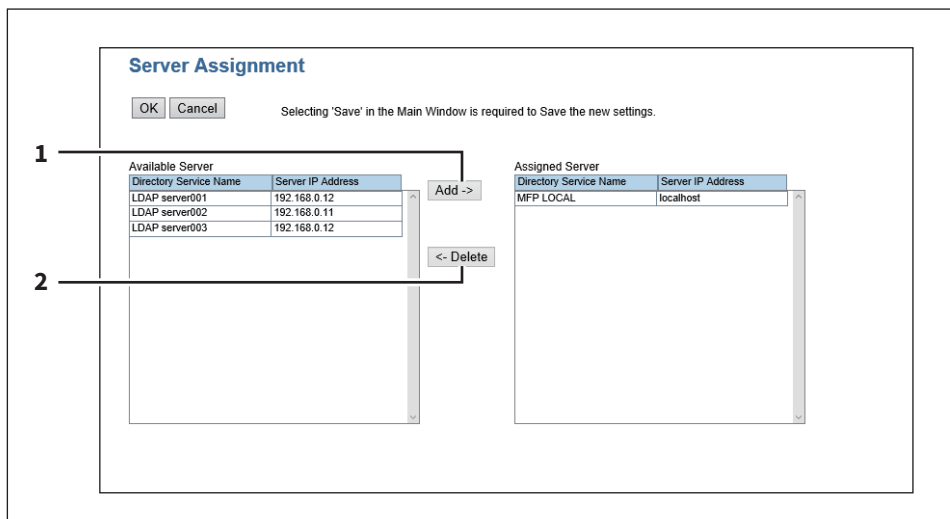 Server Assignment
OK Cancel Selecting 'Save' in the Main Window is required to Save the new settings.
1
Available Server Assigned Server
Directory Service Name Server IP Address Add -> Directory Service Name Server IP Address
LDAP server001 192.168.0.12 MFP LOCAL localhost
LDAP server002 192.168.0.11
LDAP server003 192.168.0.12
<- Delete
2